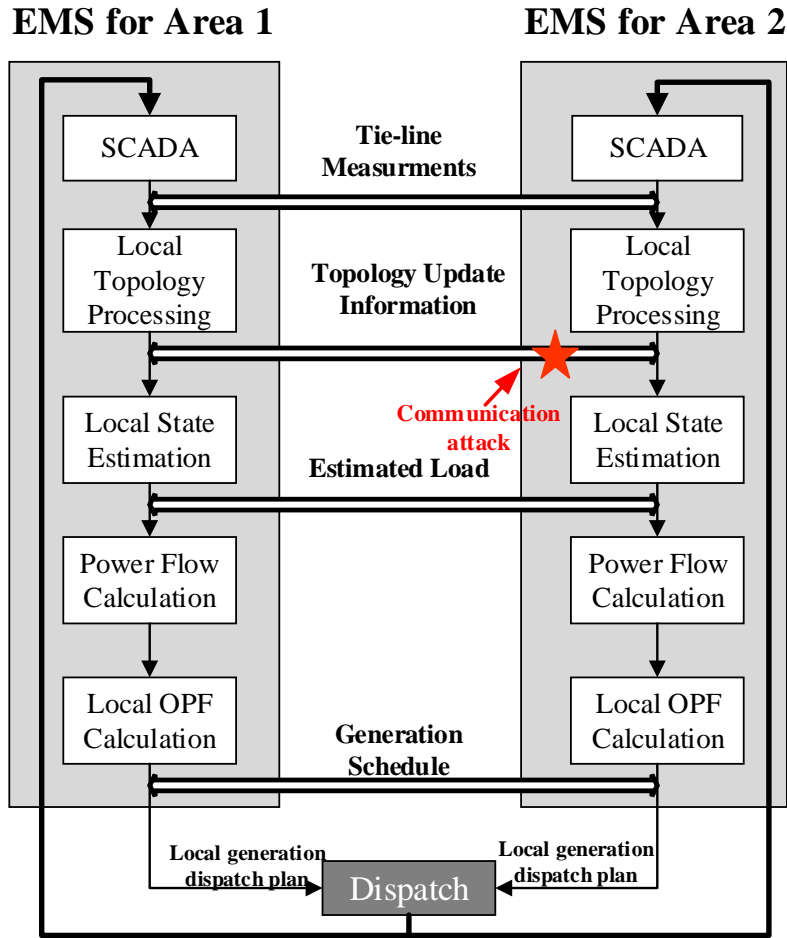 EMS for Area 1
EMS for Area 2
SCADA
Tie-line
Measurments
SCADA
Local
Topology
Processing
Topology Update
Information
Local
Topology
Processing
Communication
attack
Local State
Estimation
Estimated Load
Local State
Estimation
Power Flow
Calculation
Power Flow
Calculation
Local OPF
Calculation
Generation
Schedule
Local OPF
Calculation
Local generation
dispatch plan
Dispatch
Local generation
dispatch plan